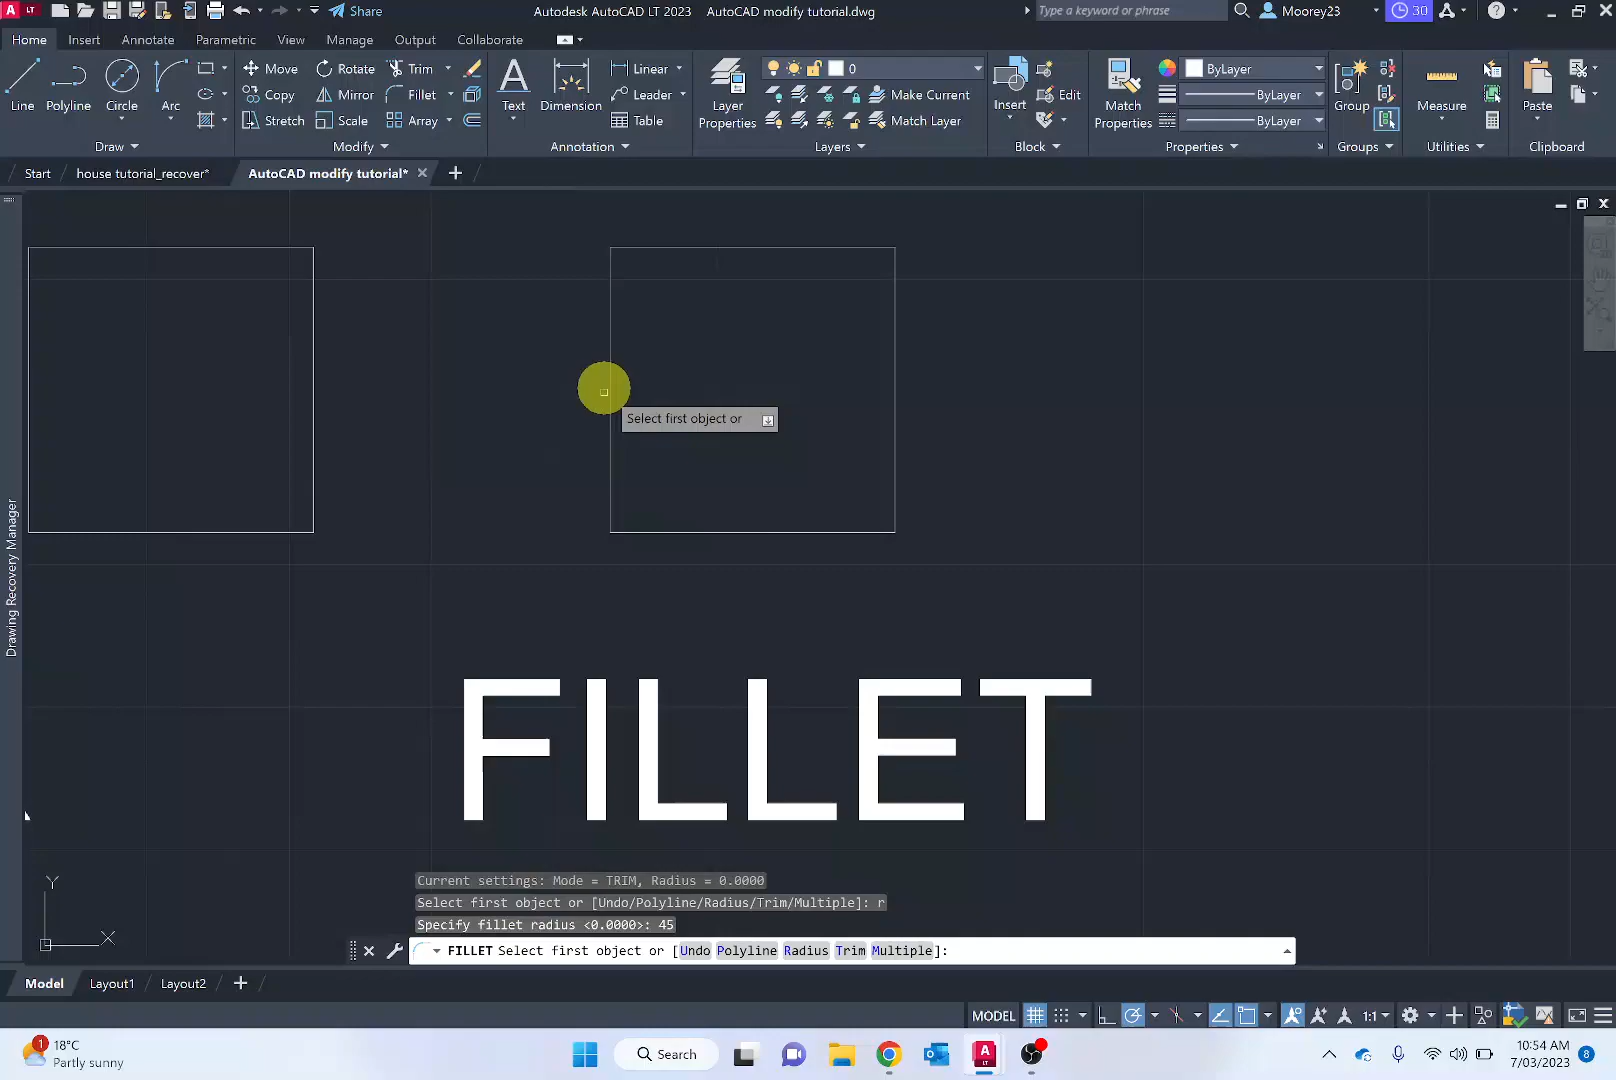 A LT Share Autodesk AutoCAD LT 2023 AutoCAD modify tutorial.dwg Type a keyword or phrase Moorey23 30
Home Insert Annotate Parametric View Manage Output Collaborate
Line Polyline Circle Arc
Move Rotate Trim
Copy Mirror Fillet
Stretch Scale Array
Text Dimension
Linear
Leader
Table
Layer Properties
0
Make Current
Match Layer
Insert
Edit
Match Properties
ByLayer
ByLayer
ByLayer
Group
Measure
Paste
Draw Modify Annotation Layers Block Properties Groups Utilities Clipboard
Start house tutorial_recover* AutoCAD modify tutorial*
Drawing Recovery Manager
Select first object or
FILLET
Y
X
Current settings: Mode = TRIM, Radius = 0.0000
Select first object or [Undo/Polyline/Radius/Trim/Multiple]: r
Specify fillet radius <0.0000>: 45
FILLET Select first object or [Undo Polyline Radius Trim Multiple]:
Model Layout1 Layout2
MODEL 1:1
1 18°C
Partly sunny
Search
A LT
10:54 AM
7/03/2023 8